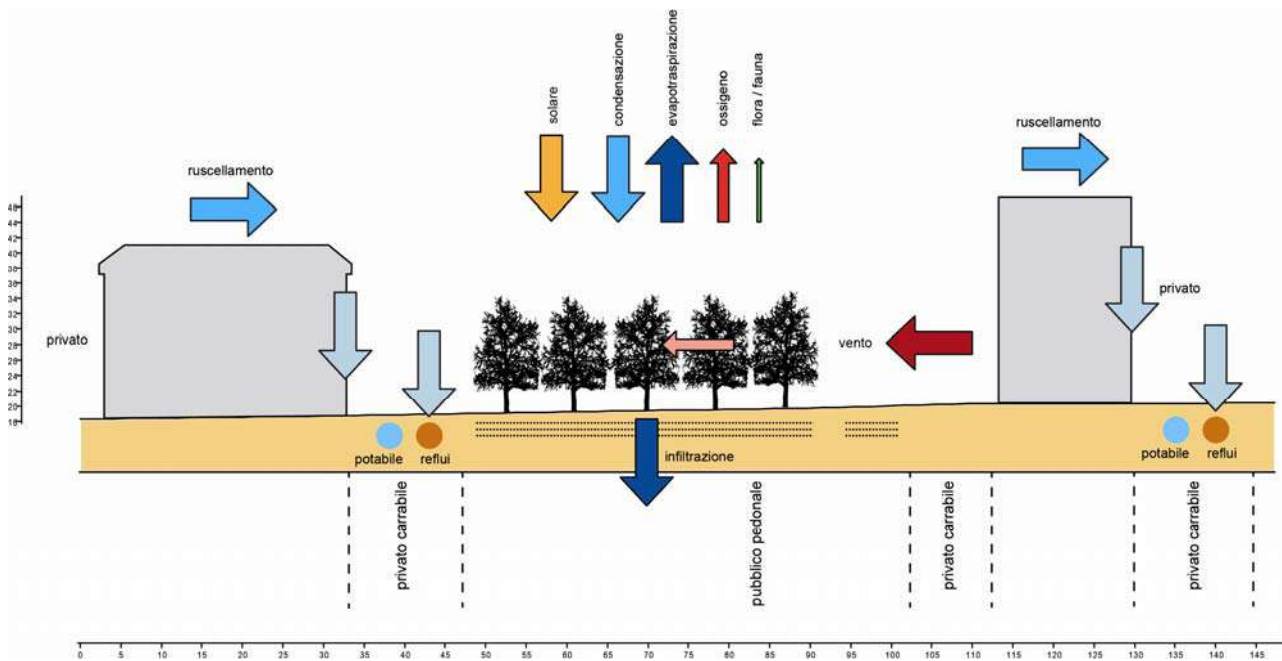 solare
condensazione
evapotraspirazione
ossigeno
flora / fauna
ruscellamento
ruscellamento
46
44
42
40
38
36
34
32
30
28
26
24
22
20
18
privato
privato
vento
potabile
reflui
infiltrazione
potabile
reflui
privato carrabile
pubblico pedonale
privato carrabile
privato carrabile
0 5 10 15 20 25 30 35 40 45 50 55 60 65 70 75 80 85 90 95 100 105 110 115 120 125 130 135 140 145